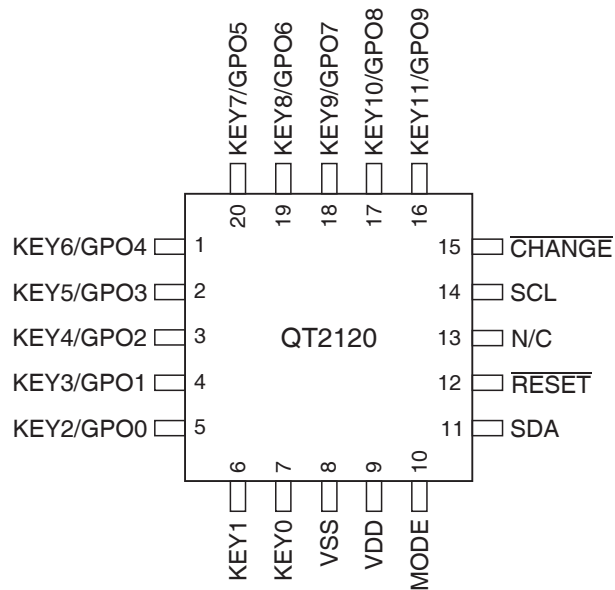 KEY7/GPO5
KEY8/GPO6
KEY9/GPO7
KEY10/GPO8
KEY11/GPO9
20
19
18
17
16
KEY6/GPO4 1
KEY5/GPO3 2
KEY4/GPO2 3
KEY3/GPO1 4
KEY2/GPO0 5
QT2120
15 CHANGE
14 SCL
13 N/C
12 RESET
11 SDA
6
7
8
9
10
KEY1
KEY0
VSS
VDD
MODE